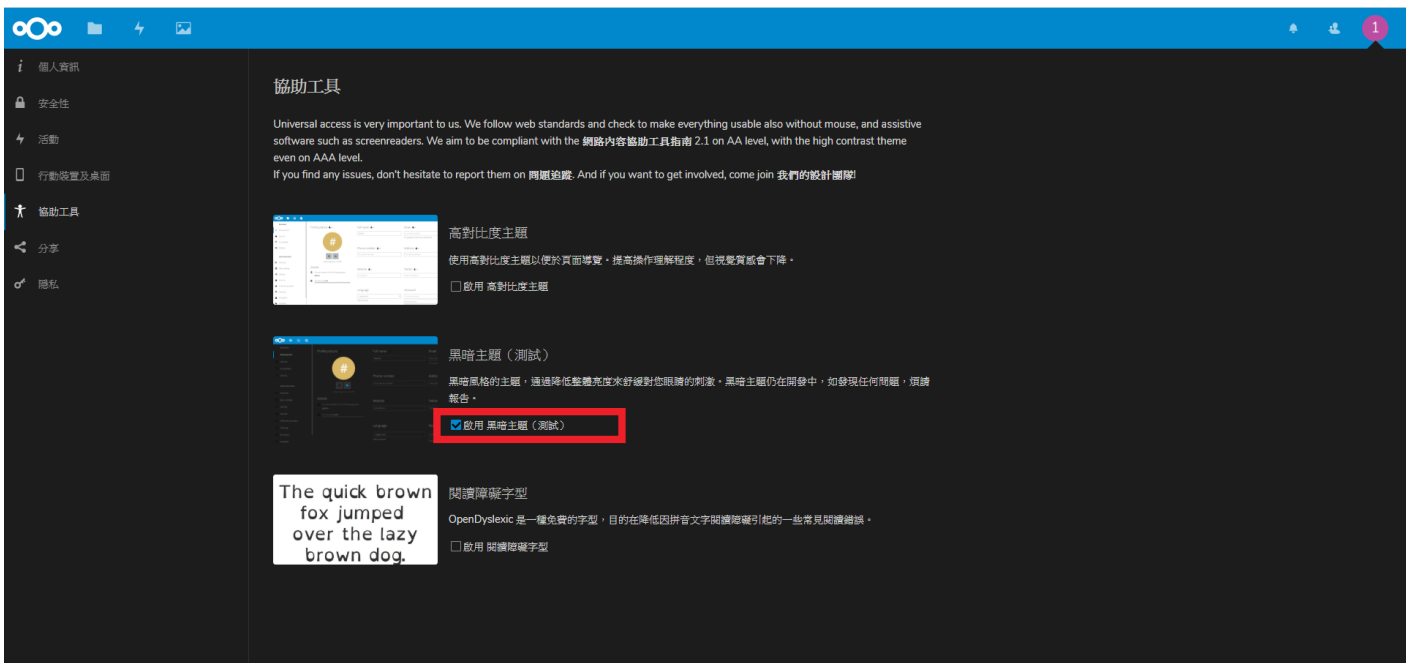 1
個人資訊
安全性
活動
行動裝置及桌面
協助工具
分享
隱私
協助工具
Universal access is very important to us. We follow web standards and check to make everything usable also without mouse, and assistive
software such as screenreaders. We aim to be compliant with the 網路內容協助工具指南 2.1 on AA level, with the high contrast theme
even on AAA level.
If you find any issues, don't hesitate to report them on 問題追蹤. And if you want to get involved, come join 我們的設計團隊!
高對比度主題
使用高對比度主題以便於頁面導覽。提高操作理解程度，但視覺質感會下降。
啟用 高對比度主題
黑暗主題（測試）
黑暗風格的主題，通過降低整體亮度來舒緩對您眼睛的刺激。黑暗主題仍在開發中，如發現任何問題，煩請
報告。
啟用 黑暗主題（測試）
The quick brown
fox jumped
over the lazy
brown dog.
閱讀障礙字型
OpenDyslexic 是一種免費的字型，目的在降低因拼音文字閱讀障礙引起的一些常見閱讀錯誤。
啟用 閱讀障礙字型